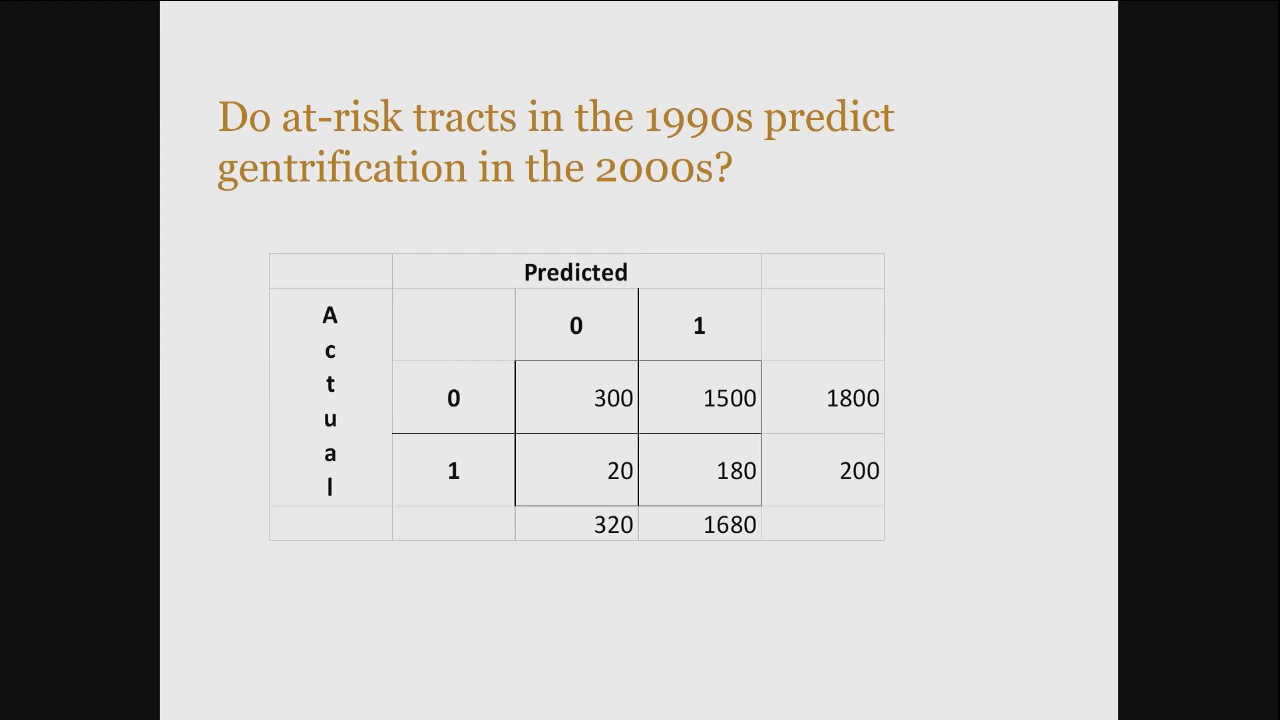 Do at-risk tracts in the 1990s predict
gentrification in the 2000s?
Predicted
Actual
0 1
0 300 1500 1800
1 20 180 200
320 1680